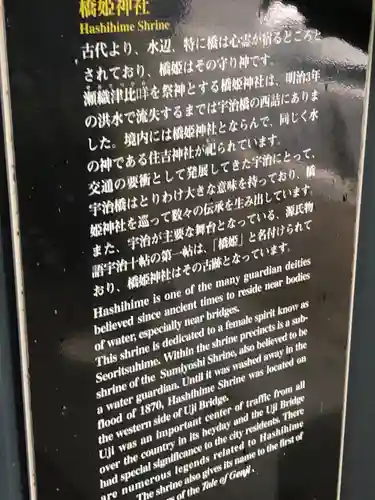 橋姫神社
Hashihime Shrine
古代より、水辺、特に橋は心霊が宿るところと
されており、橋姫はその守り神です。
瀬織津比咩を祭神とする橋姫神社は、明治3年
の洪水で流失するまでは宇治橋の西詰にありま
した。境内には橋姫神社とならんで、同じく水
の神である住吉神社が祀られています。
交通の要衝として発展してきた宇治にとって、
宇治橋はとりわけ大きな意味を持っており、橋
姫神社を巡って数々の伝承を生み出しています。
また、宇治が主要な舞台となっている、源氏物
語宇治十帖の第一帖は、「橋姫」と名付けられて
おり、橋姫神社はその古跡となっています。
Hashihime is one of the many guardian deities
believed since ancient times to reside near bodies
of water, especially near bridges.
This shrine is dedicated to a female spirit know as
Seoritsuhime. Within the shrine precincts is a sub-
shrine of the Sumiyoshi Shrine, also believed to be
a water guardian. Until it was washed away in the
flood of 1870, Hashihime Shrine was located on
the western side of Uji Bridge.
Uji was an important center of traffic from all
over the country in its heyday and the Uji Bridge
had special significance to the city residents. There
are numerous legends related to Hashihime
The shrine also gives its name to the first of
of the Tale of Genji.